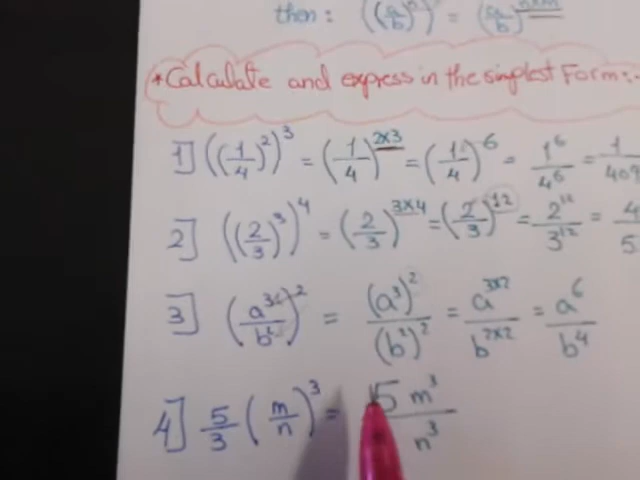 then: ((a/b)^n)^m = (a/b)^n×m
*Calculate and express in the simplest Form:-
1] ((1/4)^2)^3 = (1/4)^2×3 = (1/4)^6 = 1^6/4^6 = 1/409
2] ((2/3)^3)^4 = (2/3)^3×4 = (2/3)^12 = 2^12/3^12 = 4/5
3] (a^3/b^2)^2 = (a^3)^2/(b^2)^2 = a^3×2/b^2×2 = a^6/b^4
4] 5/3 (m/n)^3 = 5 m^3/n^3